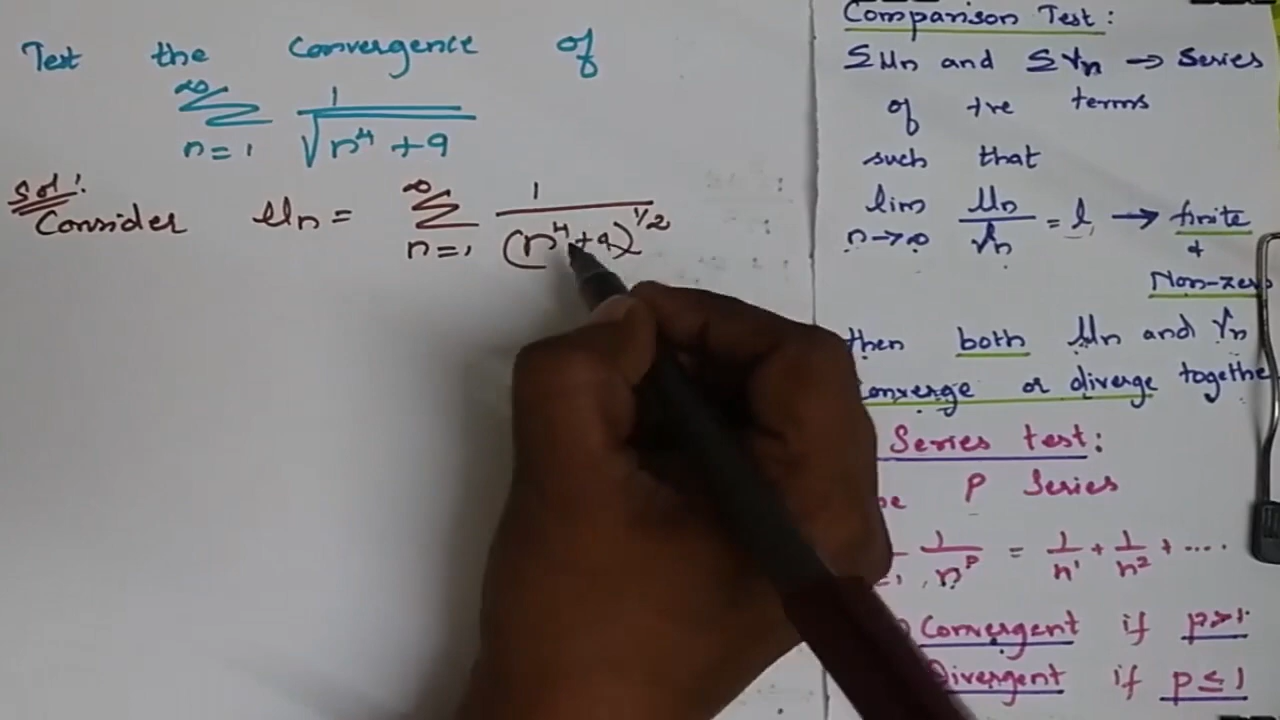 Test the Convergence of
∞ Σ n=1 1/√(n⁴+9)
Sol:
Consider Un = ∞ Σ n=1 1/(n⁴+9)^1/2
Comparison Test:
ΣUn and ΣVn → Series
of +ve terms
such that
lim n→∞ Un/Vn = l → finite
&
Non-zero
then both Un and Vn
Converge or diverge together
Series test:
P Series
1/n^p = 1/n¹ + 1/n² + ....
Convergent if p>1
Divergent if p≤1